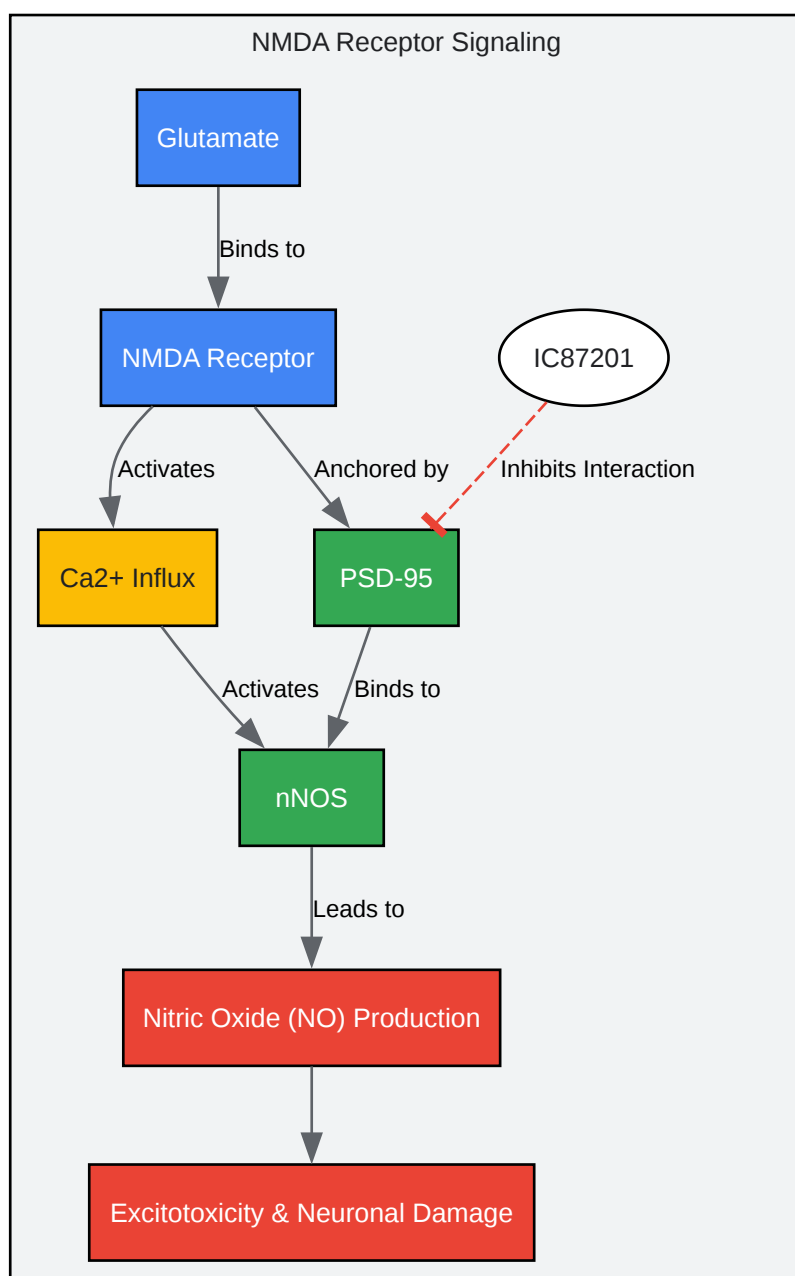 NMDA Receptor Signaling
Glutamate
Binds to
NMDA Receptor
IC87201
Activates
Anchored by
Inhibits Interaction
Ca2+ Influx
PSD-95
Activates
Binds to
nNOS
Leads to
Nitric Oxide (NO) Production
Excitotoxicity & Neuronal Damage